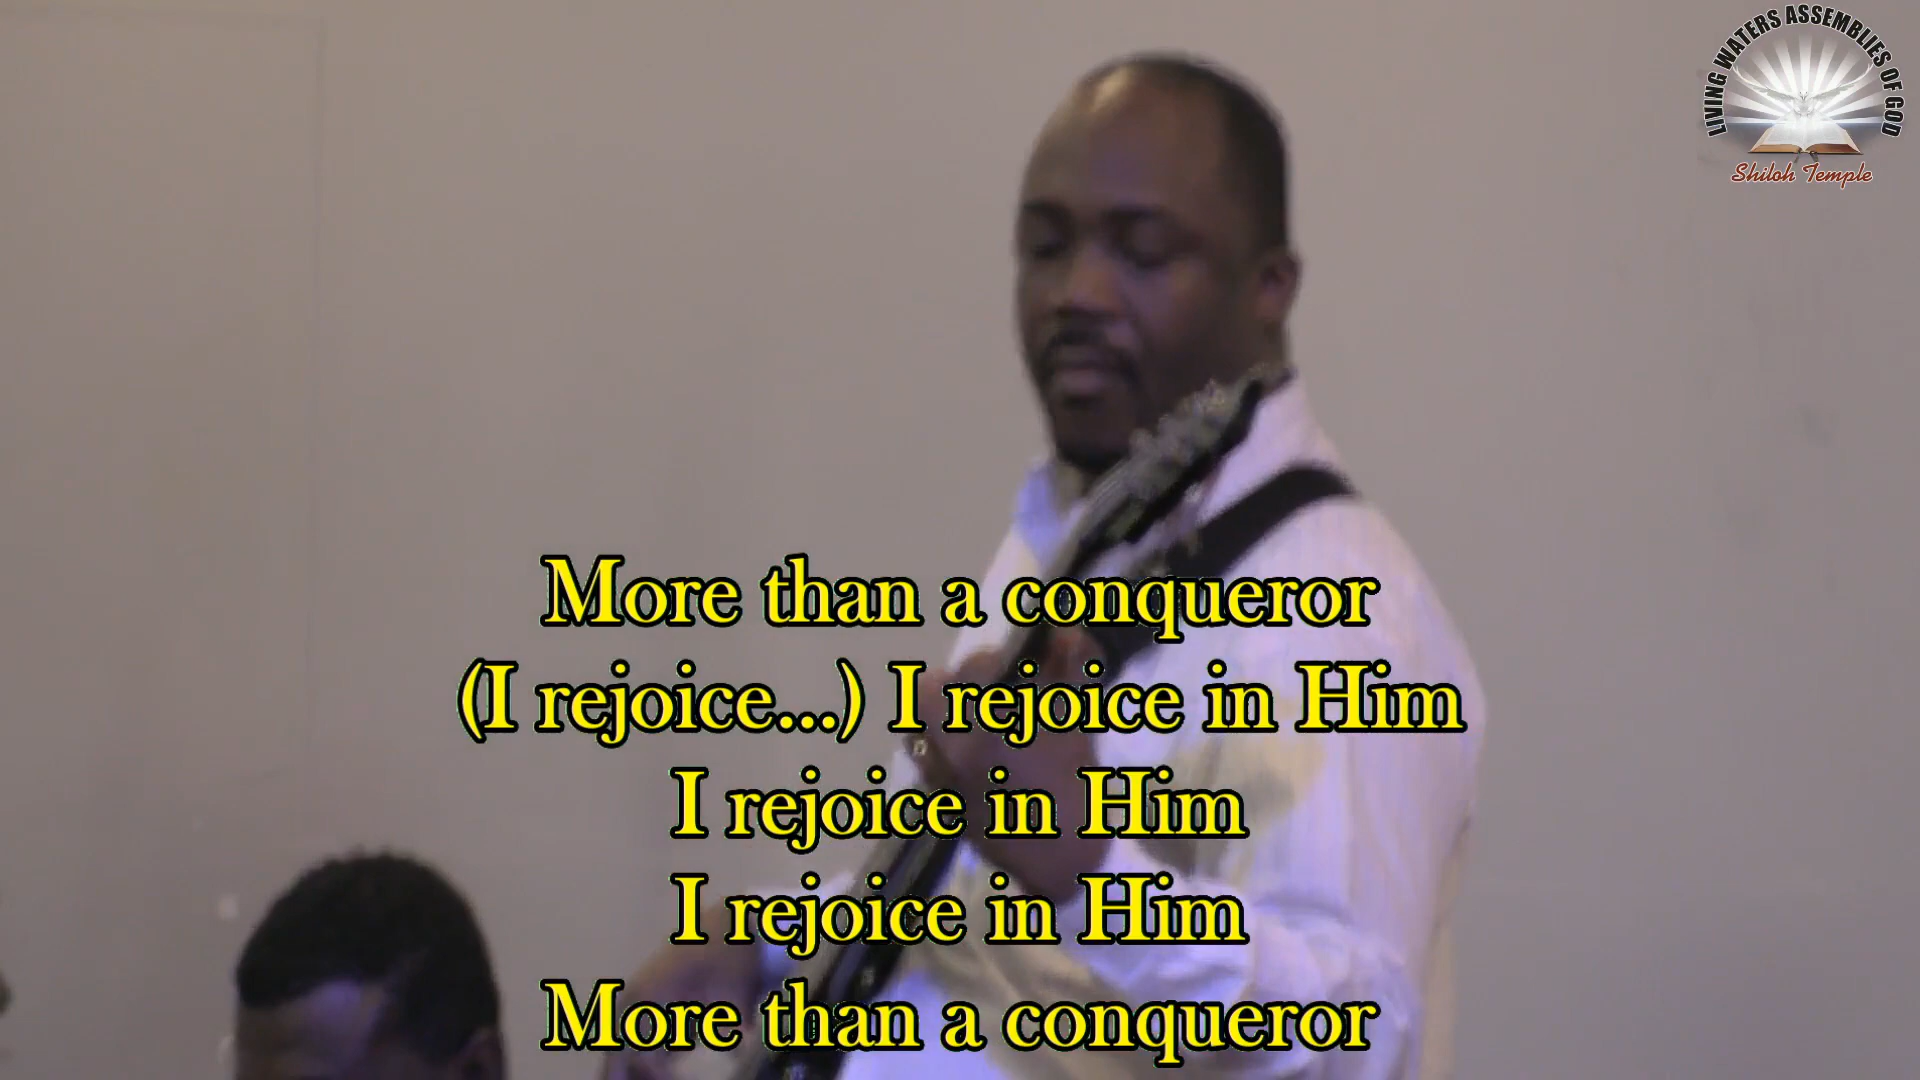 LIVING WATERS ASSEMBLIES OF GOD
Shiloh Temple
More than a conqueror
(I rejoice...) I rejoice in Him
I rejoice in Him
I rejoice in Him
More than a conqueror